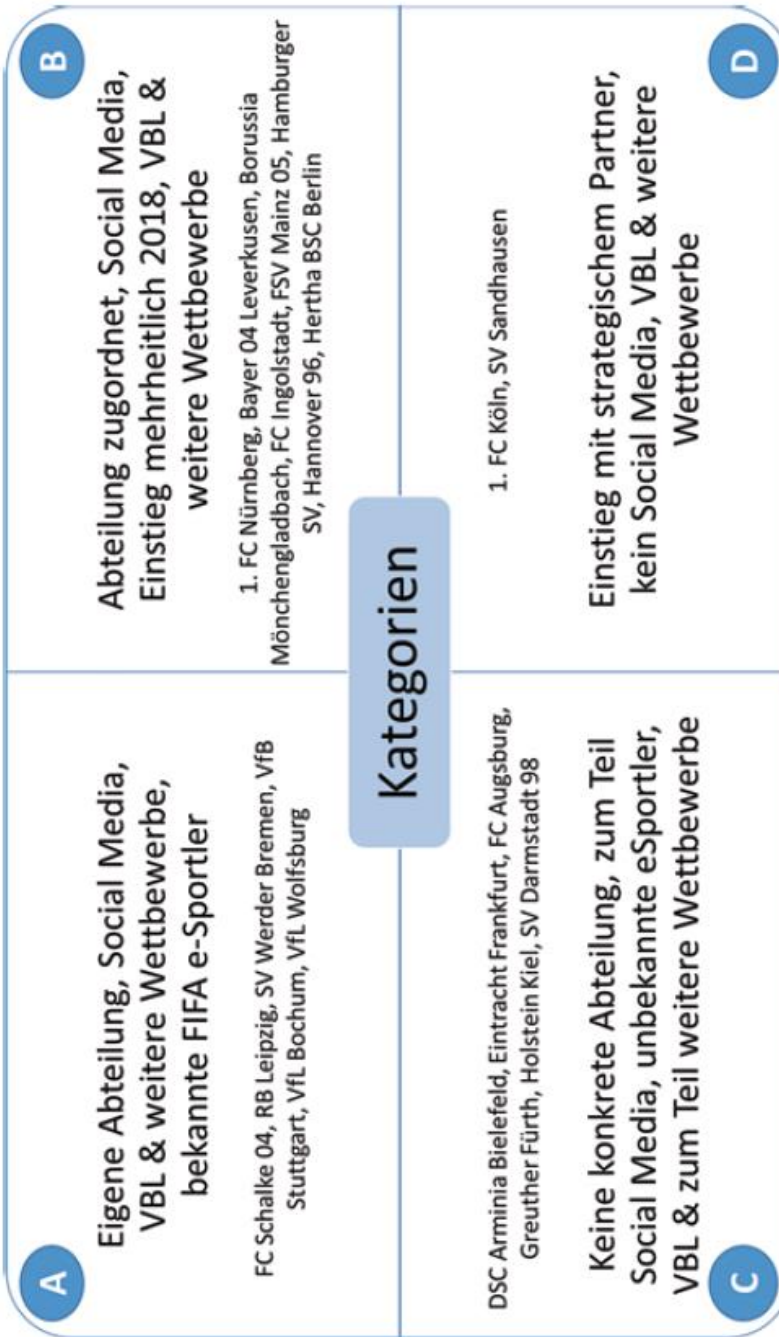 A
Eigene Abteilung, Social Media,
VBL & weitere Wettbewerbe,
bekannte FIFA e-Sportler
FC Schalke 04, RB Leipzig, SV Werder Bremen, VfB
Stuttgart, VfL Bochum, VfL Wolfsburg
B
Abteilung zugordnet, Social Media,
Einstieg mehrheitlich 2018, VBL &
weitere Wettbewerbe
1. FC Nürnberg, Bayer 04 Leverkusen, Borussia
Mönchengladbach, FC Ingolstadt, FSV Mainz 05, Hamburger
SV, Hannover 96, Hertha BSC Berlin
Kategorien
DSC Arminia Bielefeld, Eintracht Frankfurt, FC Augsburg,
Greuther Fürth, Holstein Kiel, SV Darmstadt 98
Keine konkrete Abteilung, zum Teil
Social Media, unbekannte eSportler,
VBL & zum Teil weitere Wettbewerbe
C
1. FC Köln, SV Sandhausen
Einstieg mit strategischem Partner,
kein Social Media, VBL & weitere
Wettbewerbe
D